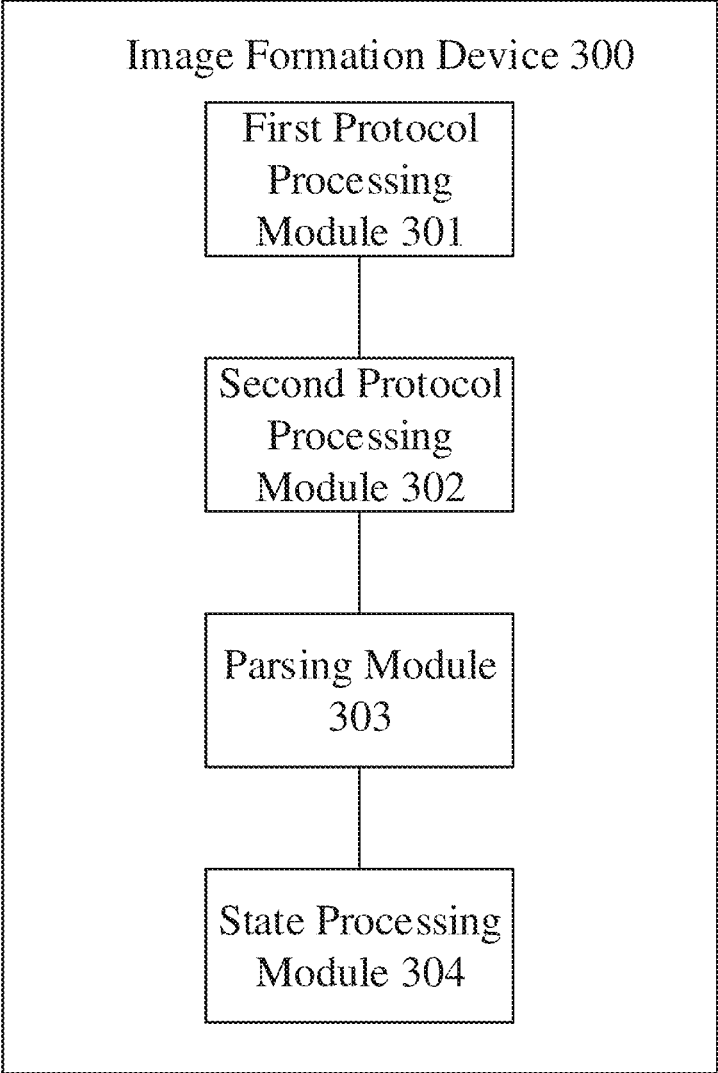 Image Formation Device 300
First Protocol
Processing
Module 301
Second Protocol
Processing
Module 302
Parsing Module
303
State Processing
Module 304